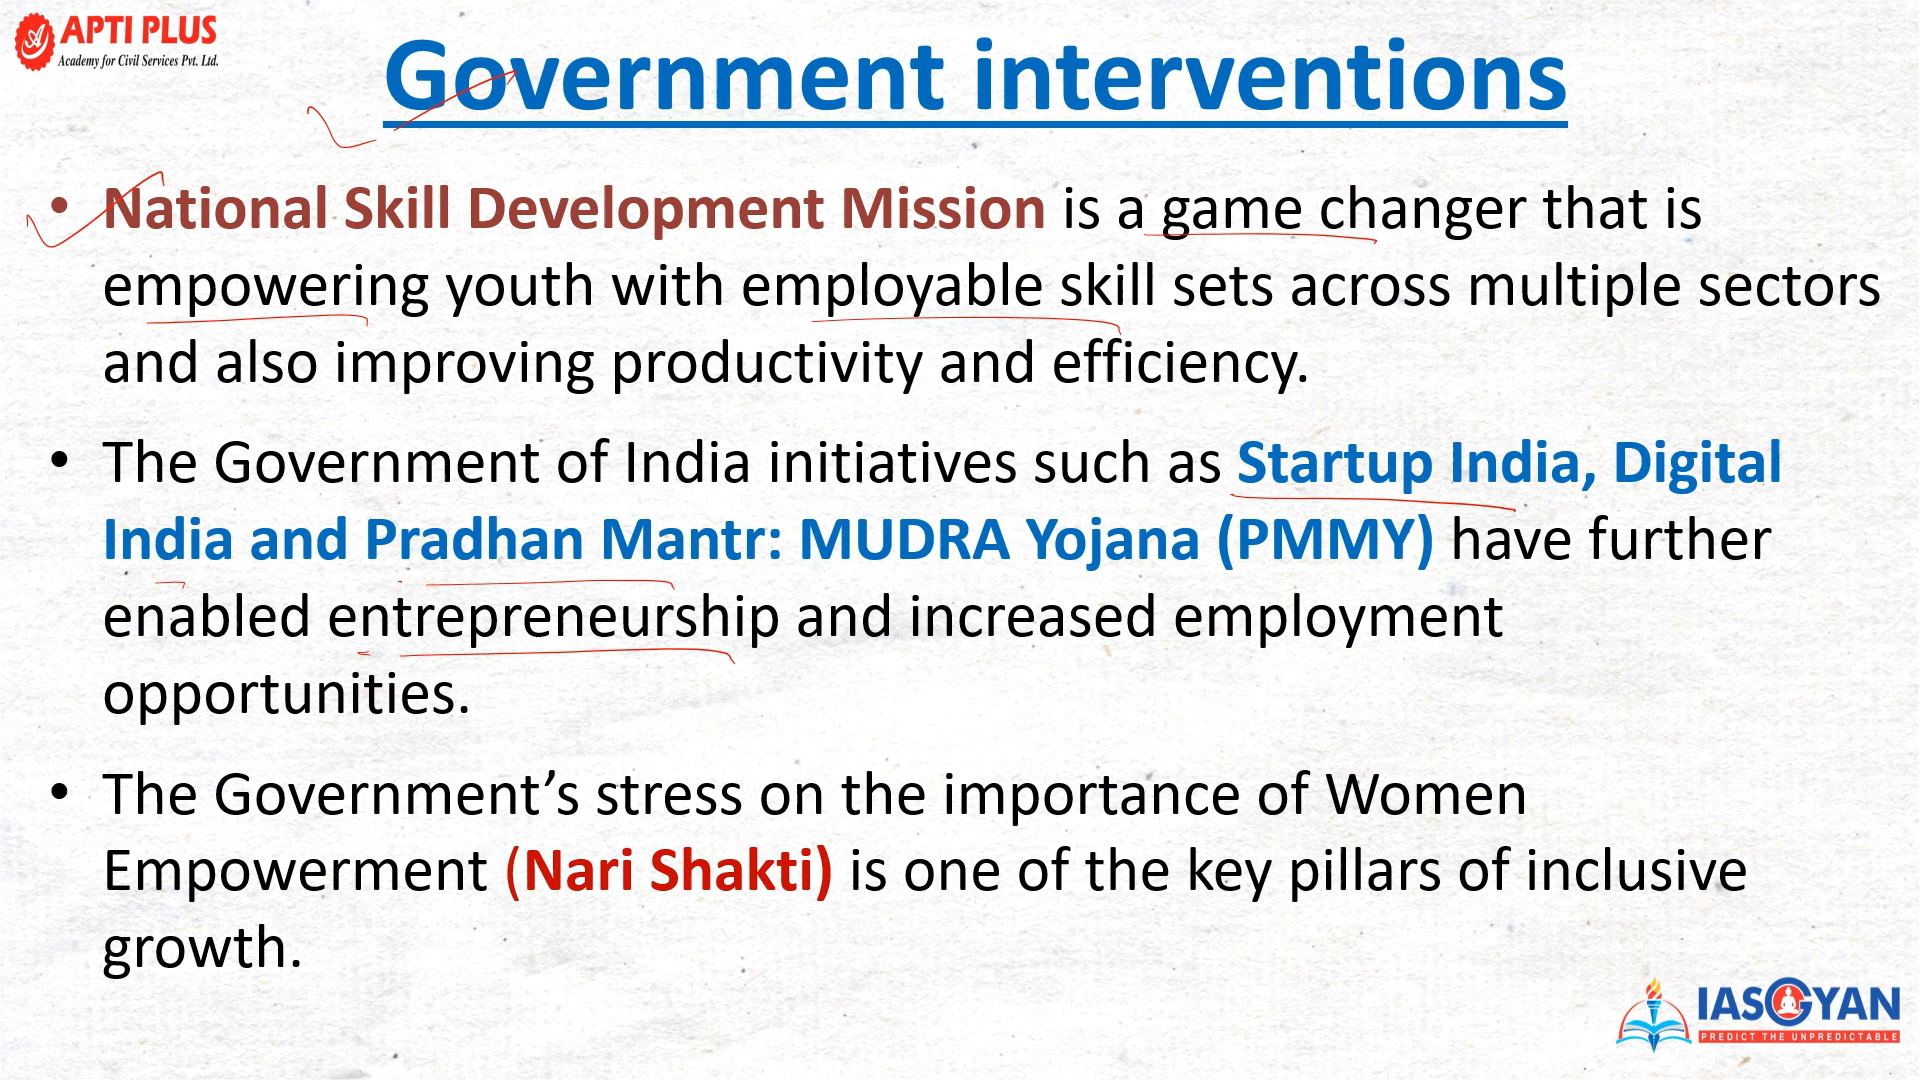 APTI PLUS
Academy for Civil Services Pvt. Ltd.
Government interventions
• National Skill Development Mission is a game changer that is
empowering youth with employable skill sets across multiple sectors
and also improving productivity and efficiency.
• The Government of India initiatives such as Startup India, Digital
India and Pradhan Mantr: MUDRA Yojana (PMMY) have further
enabled entrepreneurship and increased employment
opportunities.
• The Government’s stress on the importance of Women
Empowerment (Nari Shakti) is one of the key pillars of inclusive
growth.
IASGYAN
PREDICT THE UNPREDICTABLE